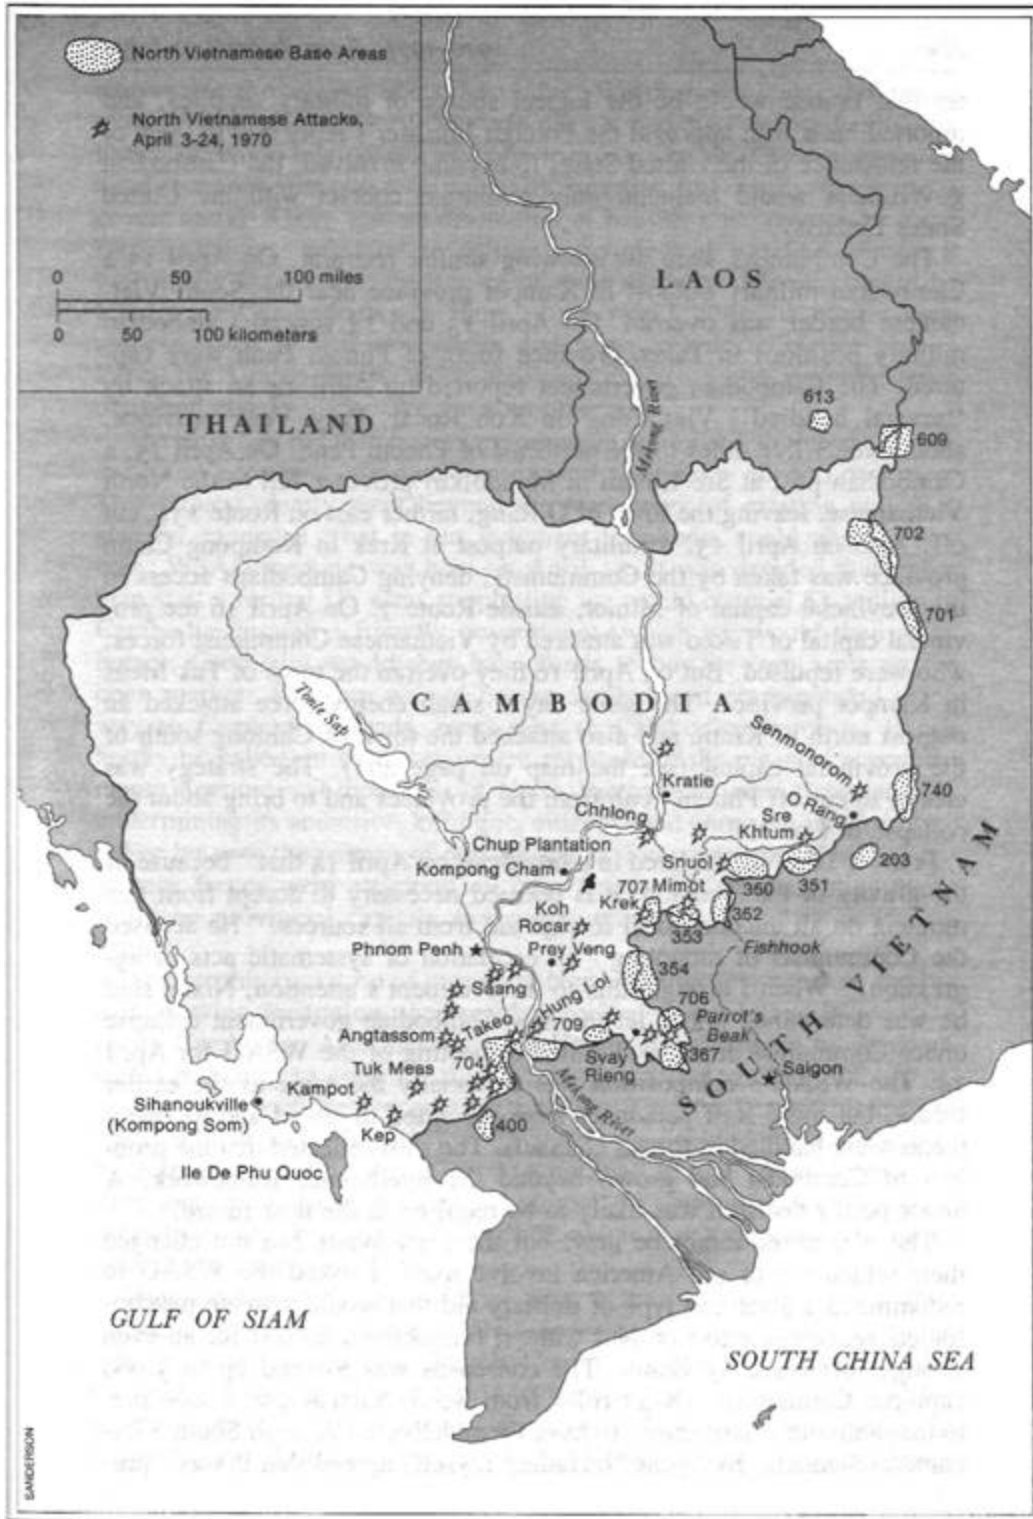 North Vietnamese Base Areas
North Vietnamese Attacks,
April 3-24, 1970
0 50 100 miles
0 50 100 kilometers
LAOS
THAILAND
Mekong River
613
609
702
701
CAMBODIA
Tonle Sap
Senmonorom
740
Kratie
O Rang
Chhlong
Sre
Khtum
Chup Plantation
Snuol
203
Kompong Cham
350
351
707
Mimot
Krek
352
Koh
Rocar
353
Phnom Penh
Prey Veng
Fishhook
354
Saang
Hung Loi
706
Parrot's
Beak
Angtassom
Takeo
709
704
367
Svay
Rieng
Tuk Meas
Saigon
Kampot
Sihanoukville
(Kompong Som)
Kep
400
Mekong River
SOUTH VIETNAM
Ile De Phu Quoc
GULF OF SIAM
SOUTH CHINA SEA
SANDERSON